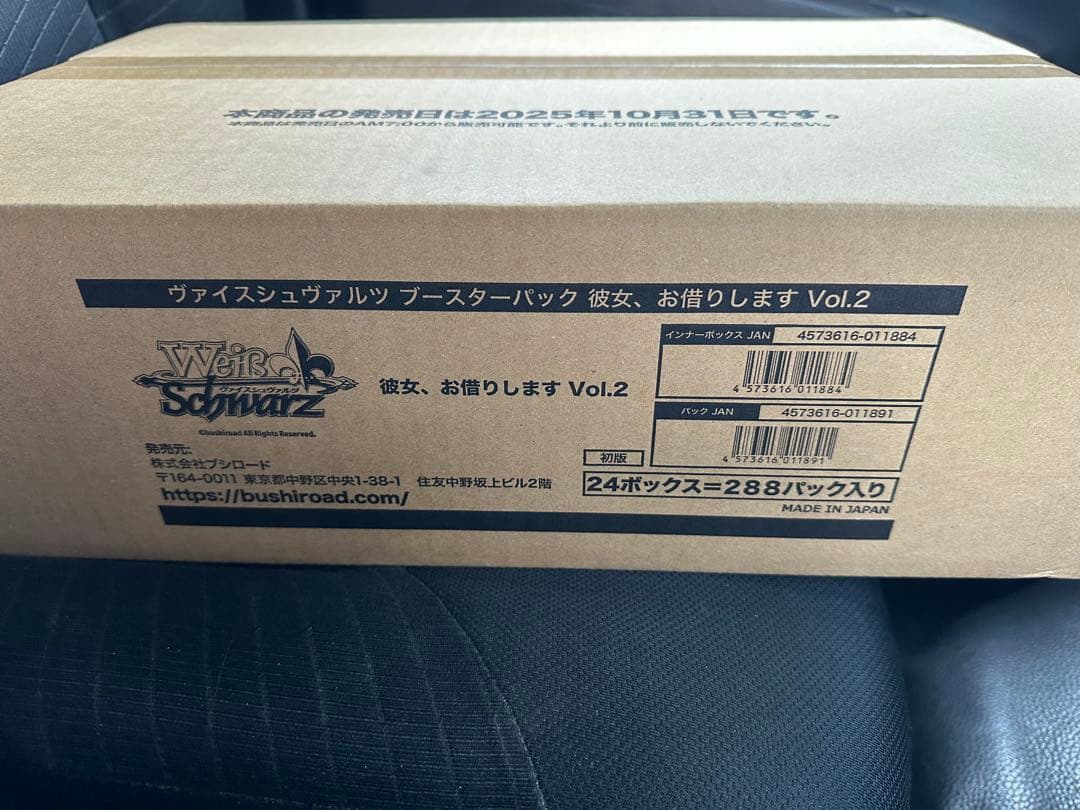 本商品の発売日は2025年10月31日です。
本商品は発売日のAM7:00から販売可能です。それより前に販売しないでください。
ヴァイスシュヴァルツ ブースターパック 彼女、お借りします Vol.2
Weiß
ヴァイスシュヴァルツ
Schwarz
©bushiroad All Rights Reserved.
彼女、お借りします Vol.2
インナーボックス JAN 4573616-011884
4 573616 011884
パック JAN 4573616-011891
4 573616 011891
発売元:
株式会社ブシロード
〒164-0011 東京都中野区中央1-38-1 住友中野坂上ビル2階
https://bushiroad.com/
初版
24ボックス=288パック入り
MADE IN JAPAN